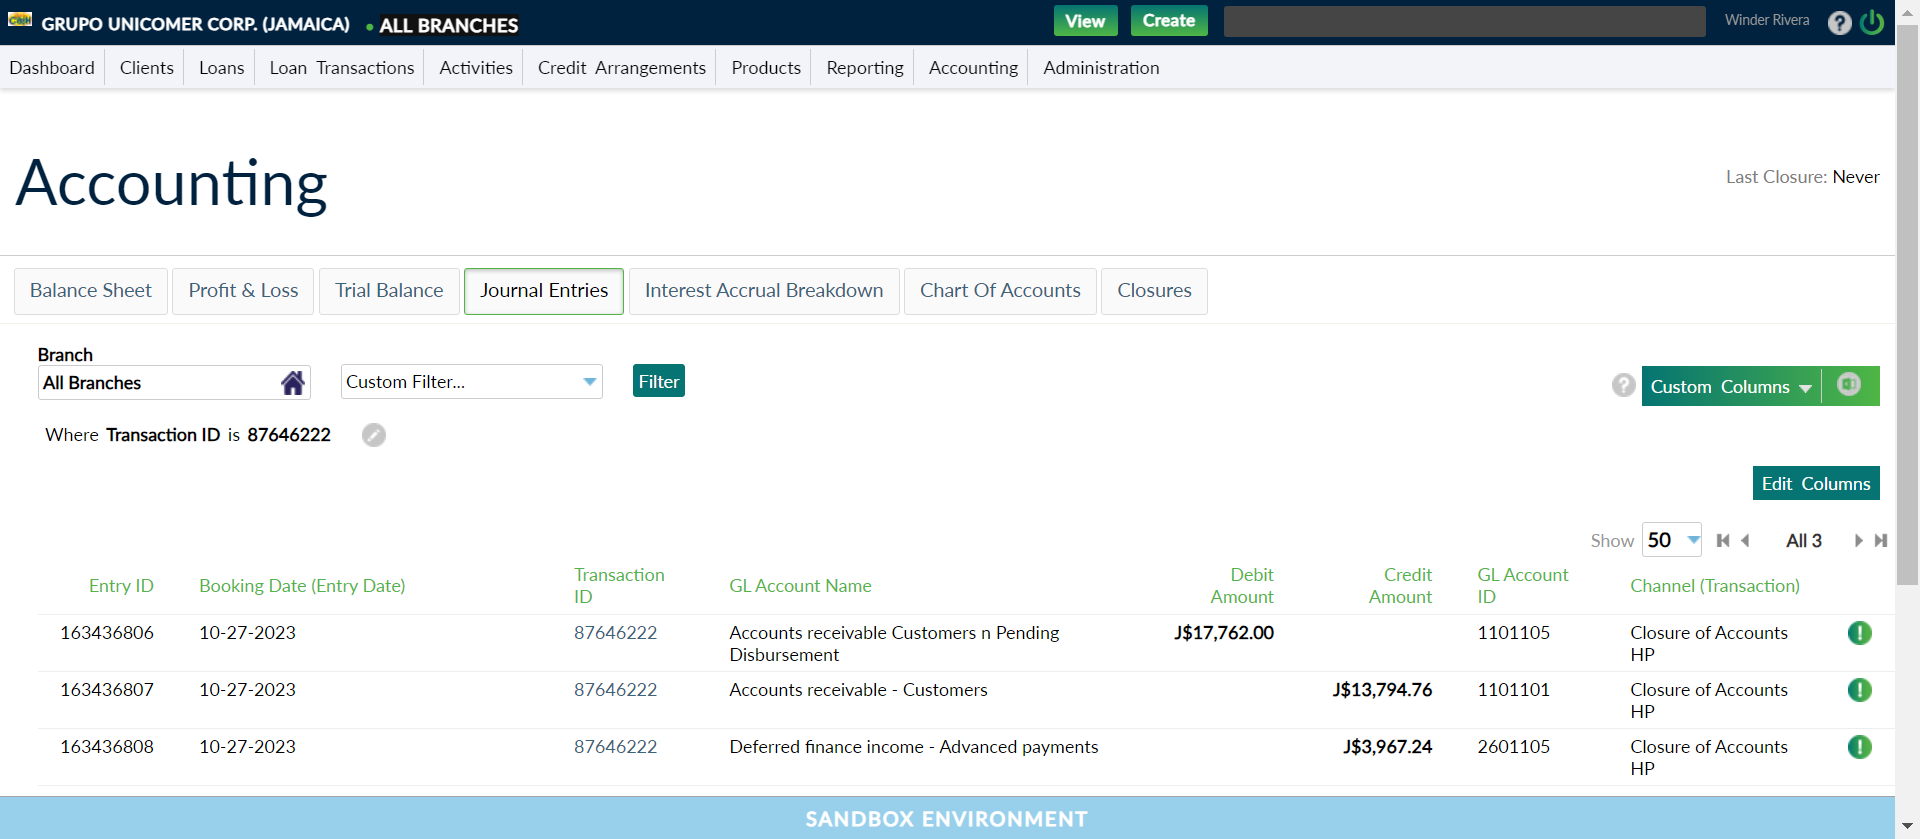 GRUPO UNICOMER CORP. (JAMAICA) • ALL BRANCHES View Create Winder Rivera ?
Dashboard Clients Loans Loan Transactions Activities Credit Arrangements Products Reporting Accounting Administration
Accounting
Last Closure: Never
Balance Sheet Profit & Loss Trial Balance Journal Entries Interest Accrual Breakdown Chart Of Accounts Closures
Branch
All Branches Custom Filter... Filter ? Custom Columns
Where Transaction ID is 87646222
Edit Columns
Show 50 All 3
Entry ID Booking Date (Entry Date) Transaction ID GL Account Name Debit Amount Credit Amount GL Account ID Channel (Transaction)
163436806 10-27-2023 87646222 Accounts receivable Customers n Pending Disbursement J$17,762.00 1101105 Closure of Accounts HP
163436807 10-27-2023 87646222 Accounts receivable - Customers J$13,794.76 1101101 Closure of Accounts HP
163436808 10-27-2023 87646222 Deferred finance income - Advanced payments J$3,967.24 2601105 Closure of Accounts HP
SANDBOX ENVIRONMENT